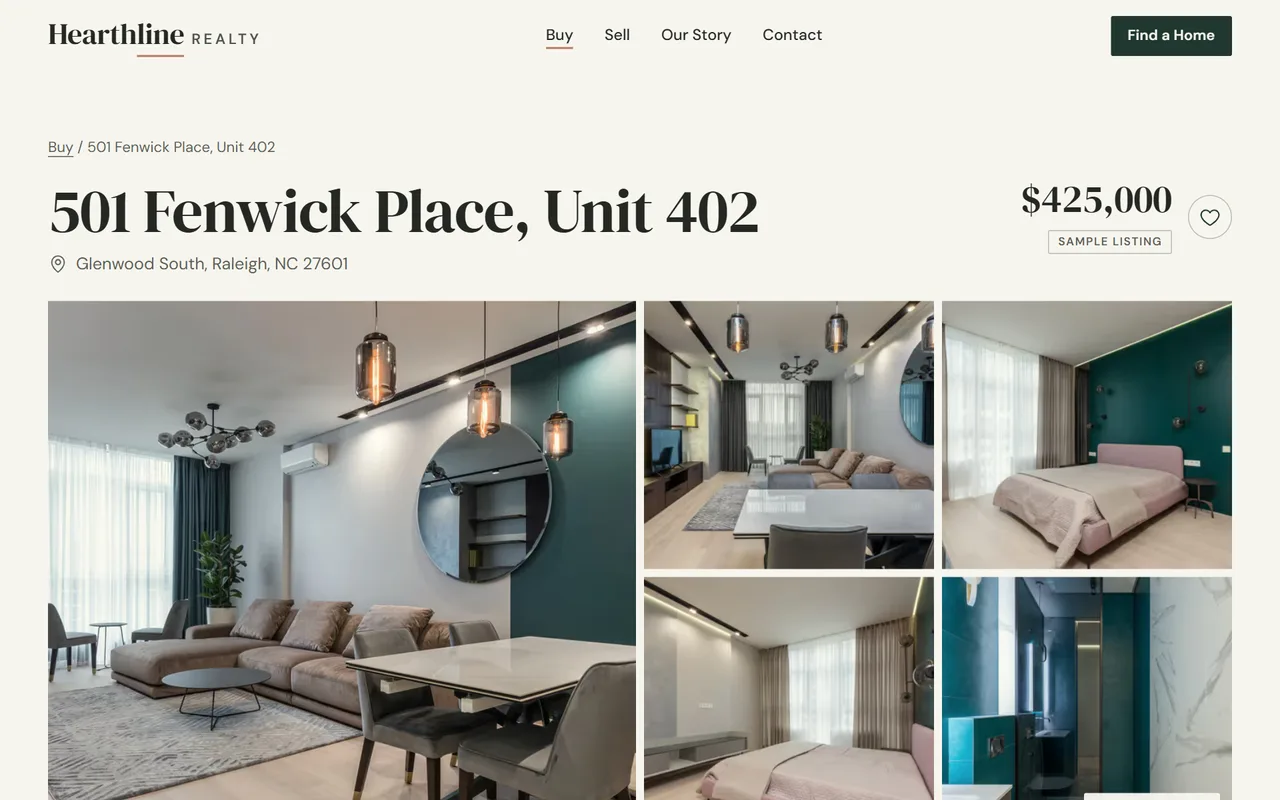 Hearthline REALTY
Buy
Sell
Our Story
Contact
Find a Home
Buy / 501 Fenwick Place, Unit 402
501 Fenwick Place, Unit 402
$425,000
SAMPLE LISTING
Glenwood South, Raleigh, NC 27601